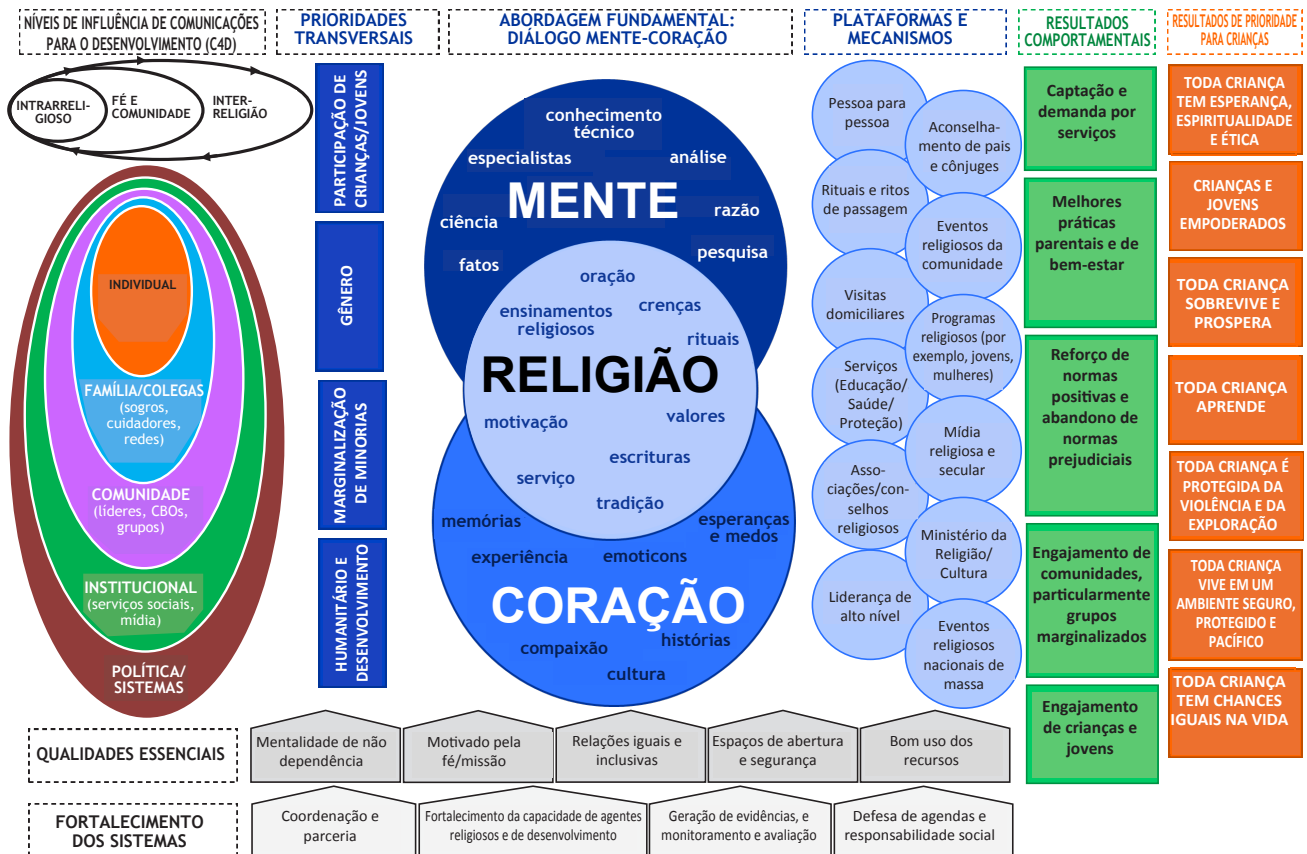 NÍVEIS DE INFLUÊNCIA DE COMUNICAÇÕES
PARA O DESENVOLVIMENTO (C4D)
INTRARRELI-
GIOSO
FÉ E
COMUNIDADE
INTER-
RELIGIÃO
INDIVIDUAL
FAMÍLIA/COLEGAS
(sogros,
cuidadores,
redes)
COMUNIDADE
(líderes, CBOs,
grupos)
INSTITUCIONAL
(serviços sociais,
mídia)
POLÍTICA/
SISTEMAS
PRIORIDADES
TRANSVERSAIS
PARTICIPAÇÃO DE
CRIANÇAS/JOVENS
GÊNERO
MARGINALIZAÇÃO
DE MINORIAS
HUMANITÁRIO E
DESENVOLVIMENTO
ABORDAGEM FUNDAMENTAL:
DIÁLOGO MENTE-CORAÇÃO
conhecimento
técnico
especialistas
análise
MENTE
ciência
razão
fatos
pesquisa
oração
ensinamentos
religiosos
crenças
rituais
RELIGIÃO
motivação
valores
escrituras
serviço
tradição
memórias
esperanças
e medos
experiência
emoticons
CORAÇÃO
compaixão
histórias
cultura
PLATAFORMAS E
MECANISMOS
Pessoa para
pessoa
Aconselha-
mento de pais
e cônjuges
Rituais e ritos
de passagem
Eventos
religiosos da
comunidade
Visitas
domiciliares
Programas
religiosos (por
exemplo, jovens,
mulheres)
Serviços
(Educação/
Saúde/
Proteção)
Mídia
religiosa e
secular
Asso-
ciações/con-
selhos
religiosos
Ministério da
Religião/
Cultura
Liderança de
alto nível
Eventos
religiosos
nacionais de
massa
RESULTADOS
COMPORTAMENTAIS
Captação e
demanda por
serviços
Melhores
práticas
parentais e de
bem-estar
Reforço de
normas
positivas e
abandono de
normas
prejudiciais
Engajamento de
comunidades,
particularmente
grupos
marginalizados
Engajamento
de crianças e
jovens
RESULTADOS DE PRIORIDADE
PARA CRIANÇAS
TODA CRIANÇA
TEM ESPERANÇA,
ESPIRITUALIDADE
E ÉTICA
CRIANÇAS E
JOVENS
EMPODERADOS
TODA CRIANÇA
SOBREVIVE E
PROSPERA
TODA CRIANÇA
APRENDE
TODA CRIANÇA É
PROTEGIDA DA
VIOLÊNCIA E DA
EXPLORAÇÃO
TODA CRIANÇA
VIVE EM UM
AMBIENTE SEGURO,
PROTEGIDO E
PACÍFICO
TODA CRIANÇA
TEM CHANCES
IGUAIS NA VIDA
QUALIDADES ESSENCIAIS
Mentalidade de não
dependência
Motivado pela
fé/missão
Relações iguais e
inclusivas
Espaços de abertura
e segurança
Bom uso dos
recursos
FORTALECIMENTO
DOS SISTEMAS
Coordenação e
parceria
Fortalecimento da capacidade de agentes
religiosos e de desenvolvimento
Geração de evidências, e
monitoramento e avaliação
Defesa de agendas e
responsabilidade social